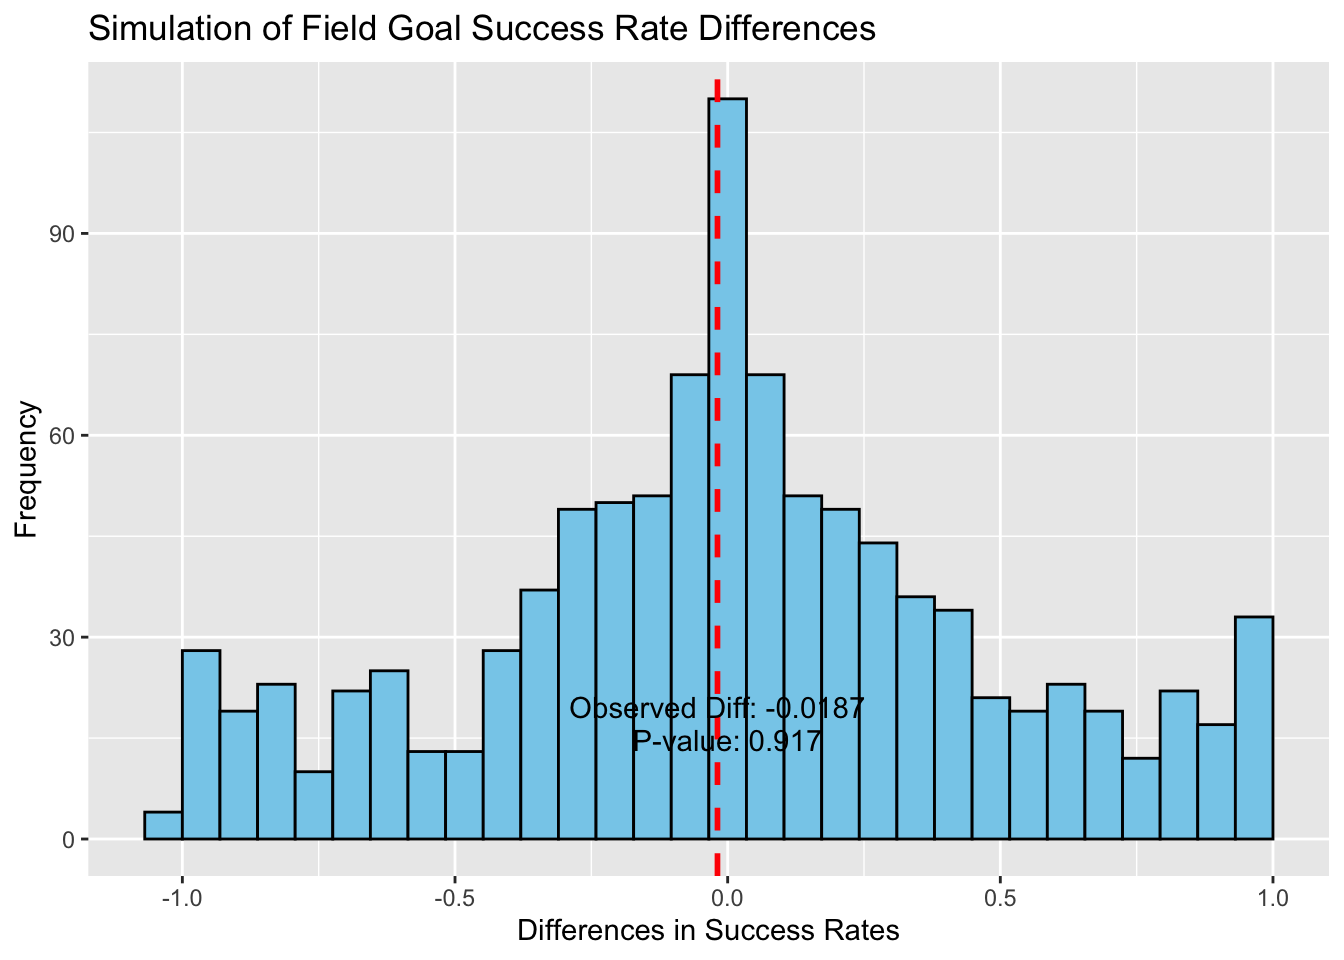 Simulation of Field Goal Success Rate Differences
Frequency
90
60
30
0
Observed Diff: -0.0187
P-value: 0.917
-1.0
-0.5
0.0
0.5
1.0
Differences in Success Rates